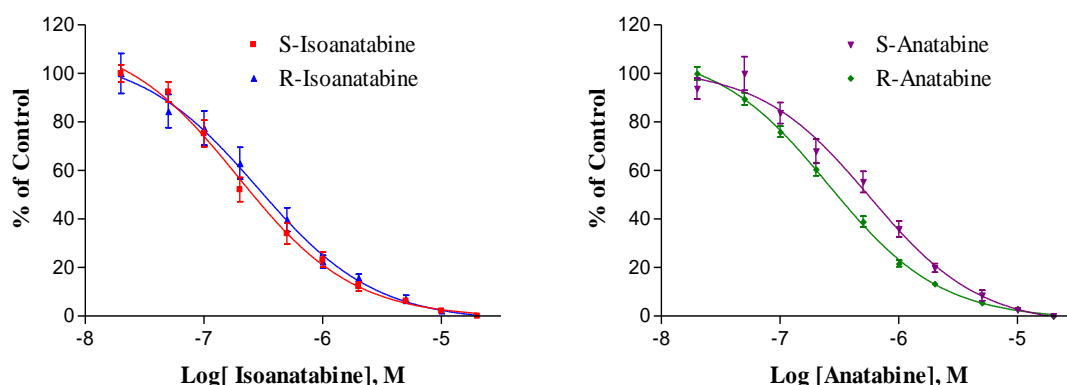 120
100
80
60
40
20
0
% of Control
S-Isoanatabine
R-Isoanatabine
-8 -7 -6 -5
Log[ Isoanatabine], M
120
100
80
60
40
20
0
% of Control
S-Anatabine
R-Anatabine
-8 -7 -6 -5
Log [Anatabine], M